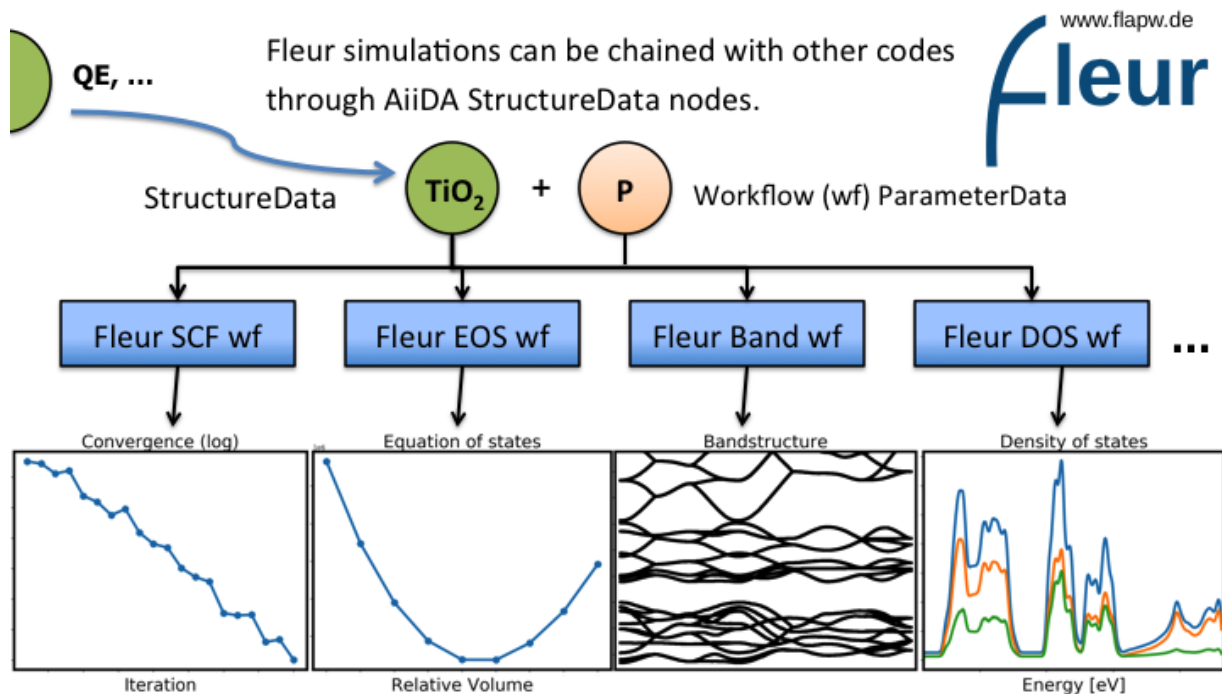 www.flapw.de
Fleur
Fleur simulations can be chained with other codes
through AiiDA StructureData nodes.
QE, ...
StructureData
TiO₂
+
P
Workflow (wf) ParameterData
Fleur SCF wf
Fleur EOS wf
Fleur Band wf
Fleur DOS wf
...
Convergence (log)
Equation of states
Bandstructure
Density of states
Iteration
Relative Volume
Energy [eV]